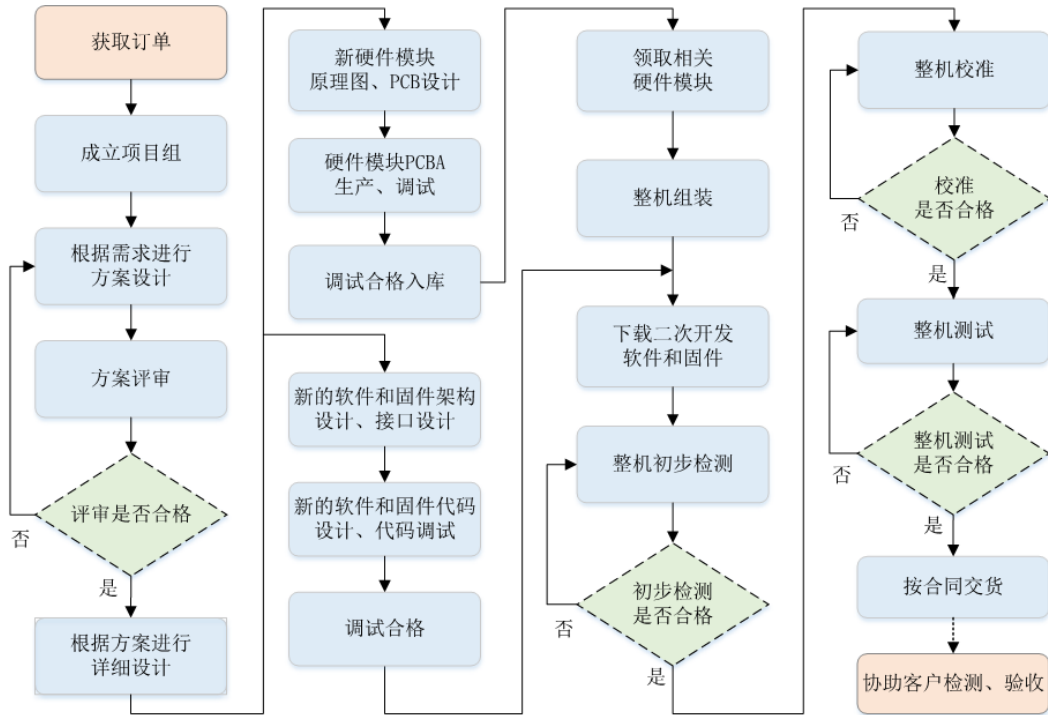 获取订单
成立项目组
根据需求进行
方案设计
方案评审
评审是否合格
否
是
根据方案进行
详细设计
新硬件模块
原理图、PCB设计
硬件模块PCBA
生产、调试
调试合格入库
新的软件和固件架构
设计、接口设计
新的软件和固件代码
设计、代码调试
调试合格
领取相关
硬件模块
整机组装
下载二次开发
软件和固件
整机初步检测
初步检测
是否合格
否
是
整机校准
校准
是否合格
否
是
整机测试
整机测试
是否合格
否
是
按合同交货
协助客户检测、验收